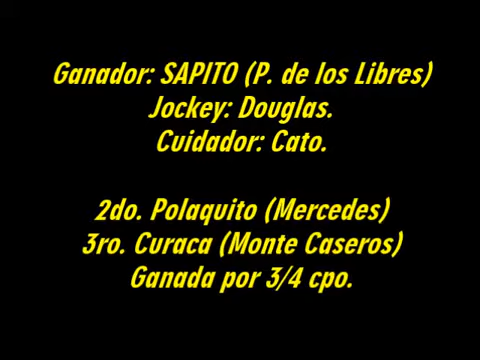 Ganador: SAPITO (P. de los Libres)
Jockey: Douglas.
Cuidador: Cato.
2do. Polaquito (Mercedes)
3ro. Curaca (Monte Caseros)
Ganada por 3/4 cpo.